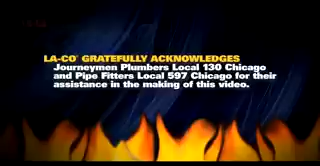 LA-CO® GRATEFULLY ACKNOWLEDGES
Journeymen Plumbers Local 130 Chicago
and Pipe Fitters Local 597 Chicago for their
assistance in the making of this video.